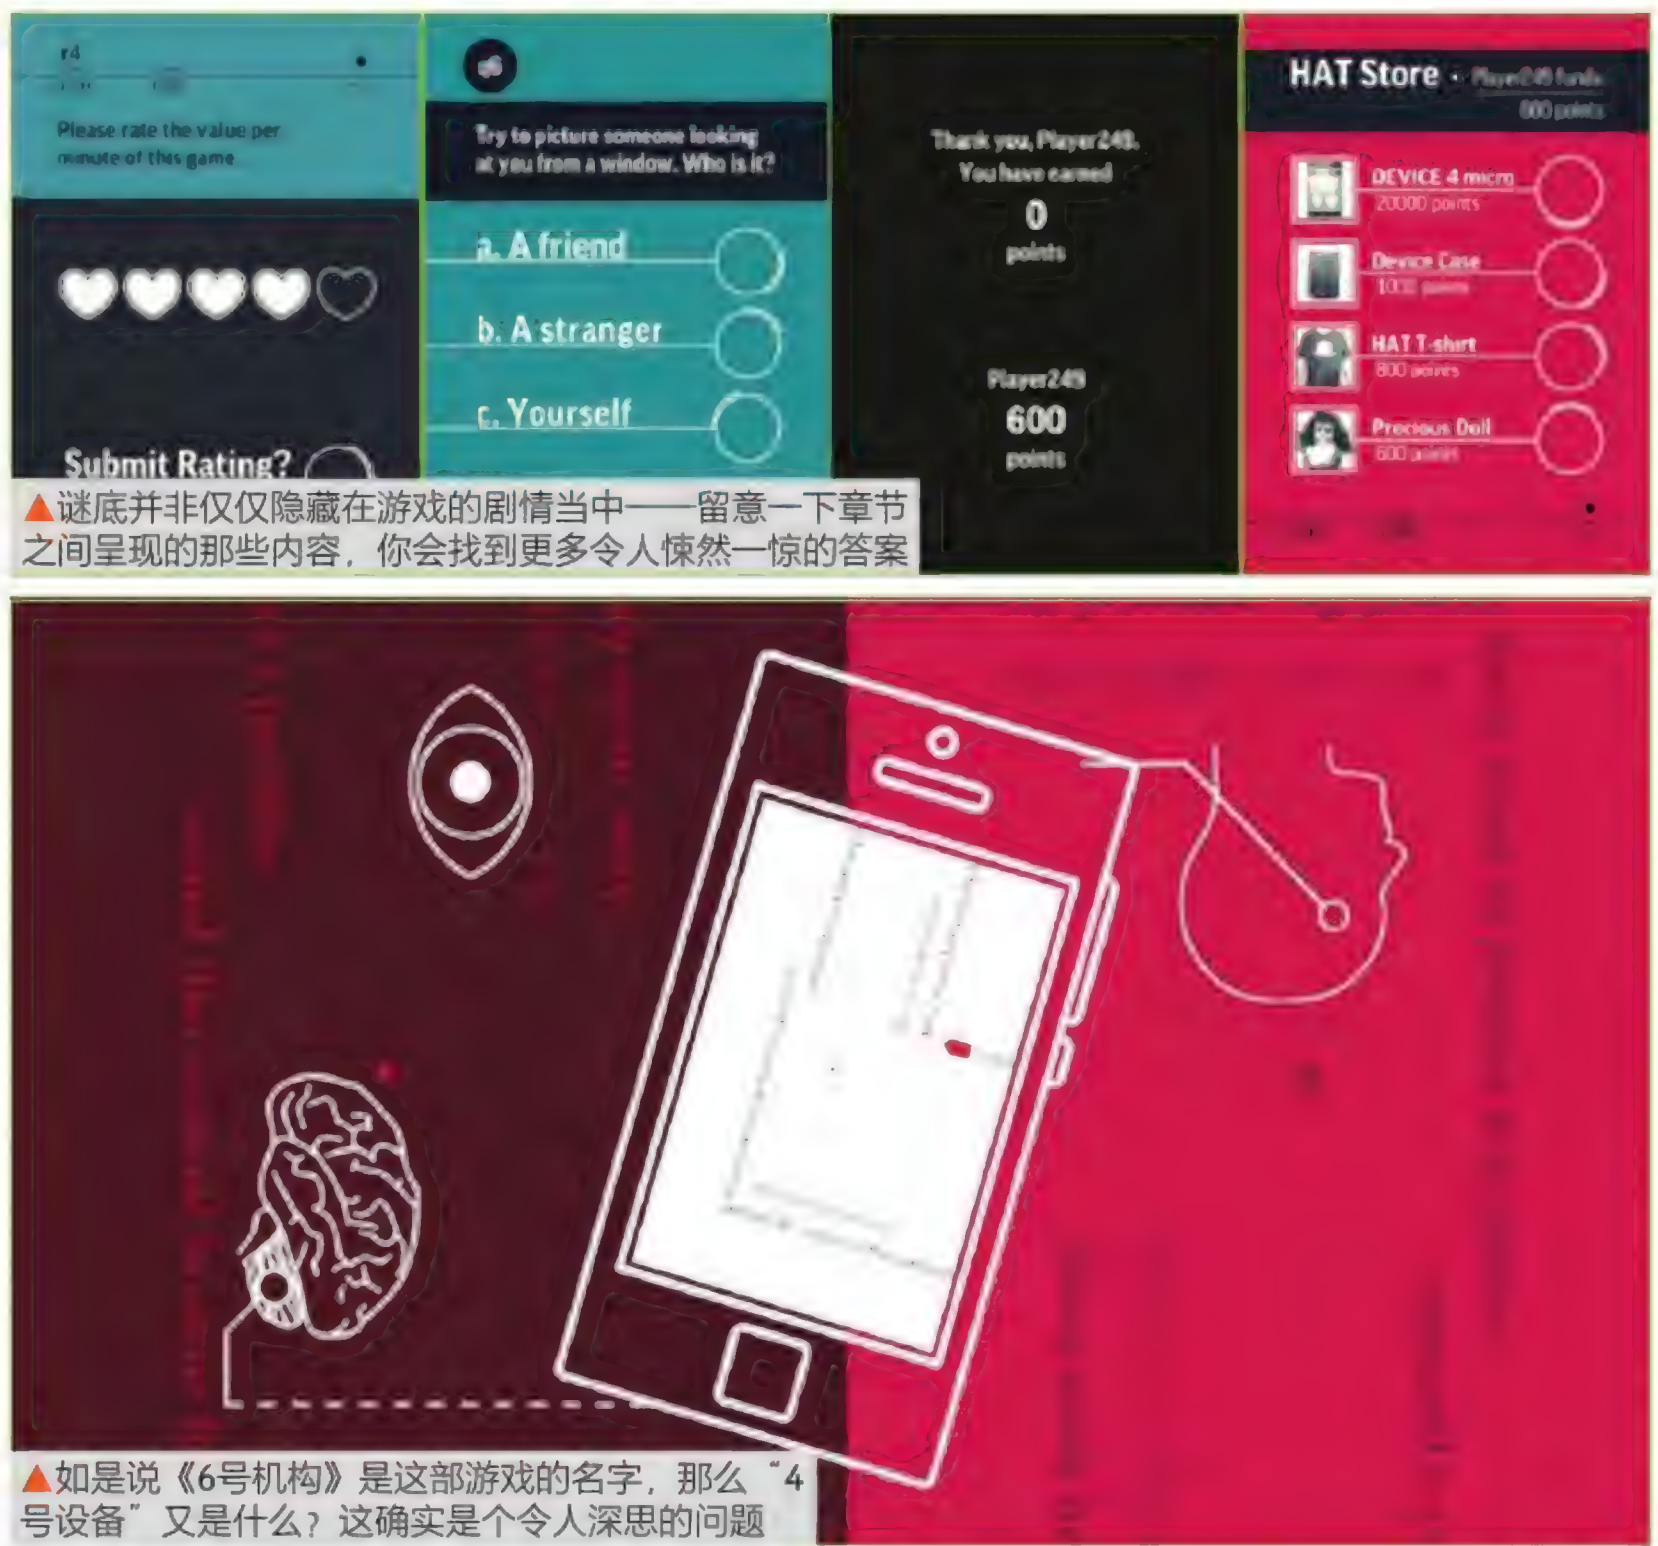 r4
Please rate the value per
minute of this game
Submit Rating?
Try to picture someone looking
at you from a window. Who is it?
a. A friend
b. A stranger
c. Yourself
Thank you, Player249.
You have earned
0
points
Player249
600
points
HAT Store · Player249 funds
600 points
DEVICE 4 micro
20000 points
Device Case
1000 points
HAT T-shirt
800 points
Precious Doll
600 points
▲谜底并非仅仅隐藏在游戏的剧情当中——留意一下章节
之间呈现的那些内容，你会找到更多令人悚然一惊的答案
▲如是说《6号机构》是这部游戏的名字，那么“4
号设备”又是什么？这确实是个令人深思的问题